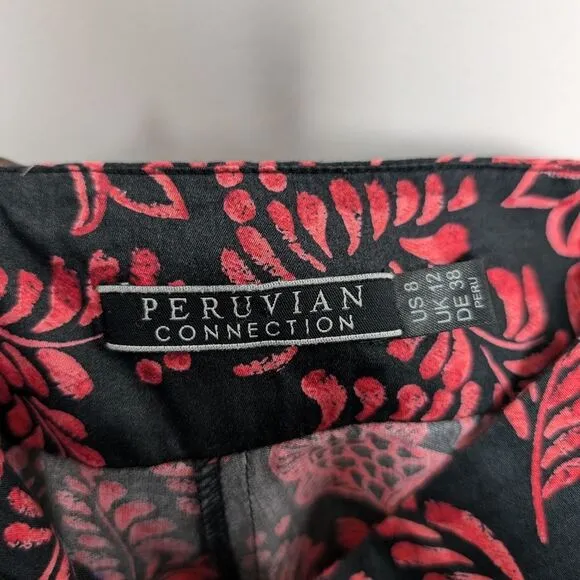 PERUVIAN
CONNECTION
US 8
UK 12
DE 38
PERU